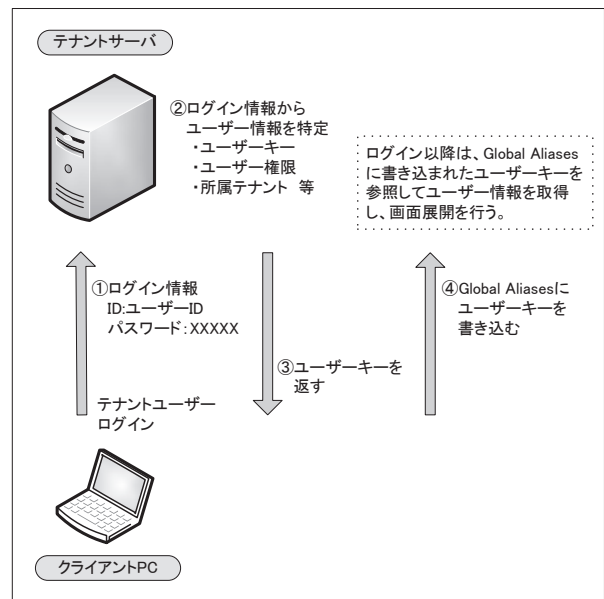 テナントサーバ
②ログイン情報から
ユーザー情報を特定
・ユーザーキー
・ユーザー権限
・所属テナント 等
ログイン以降は、Global Aliases
に書き込まれたユーザーキーを
参照してユーザー情報を取得
し、画面展開を行う。
①ログイン情報
ID:ユーザーID
パスワード:XXXXX
③ユーザーキーを
返す
④Global Aliasesに
ユーザーキーを
書き込む
テナントユーザー
ログイン
クライアントPC